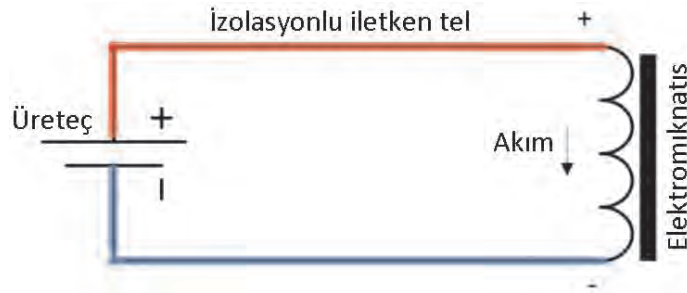 İzolasyonlu iletken tel
+
Üreteç
+
Akım
Elektromıknatıs
-
-